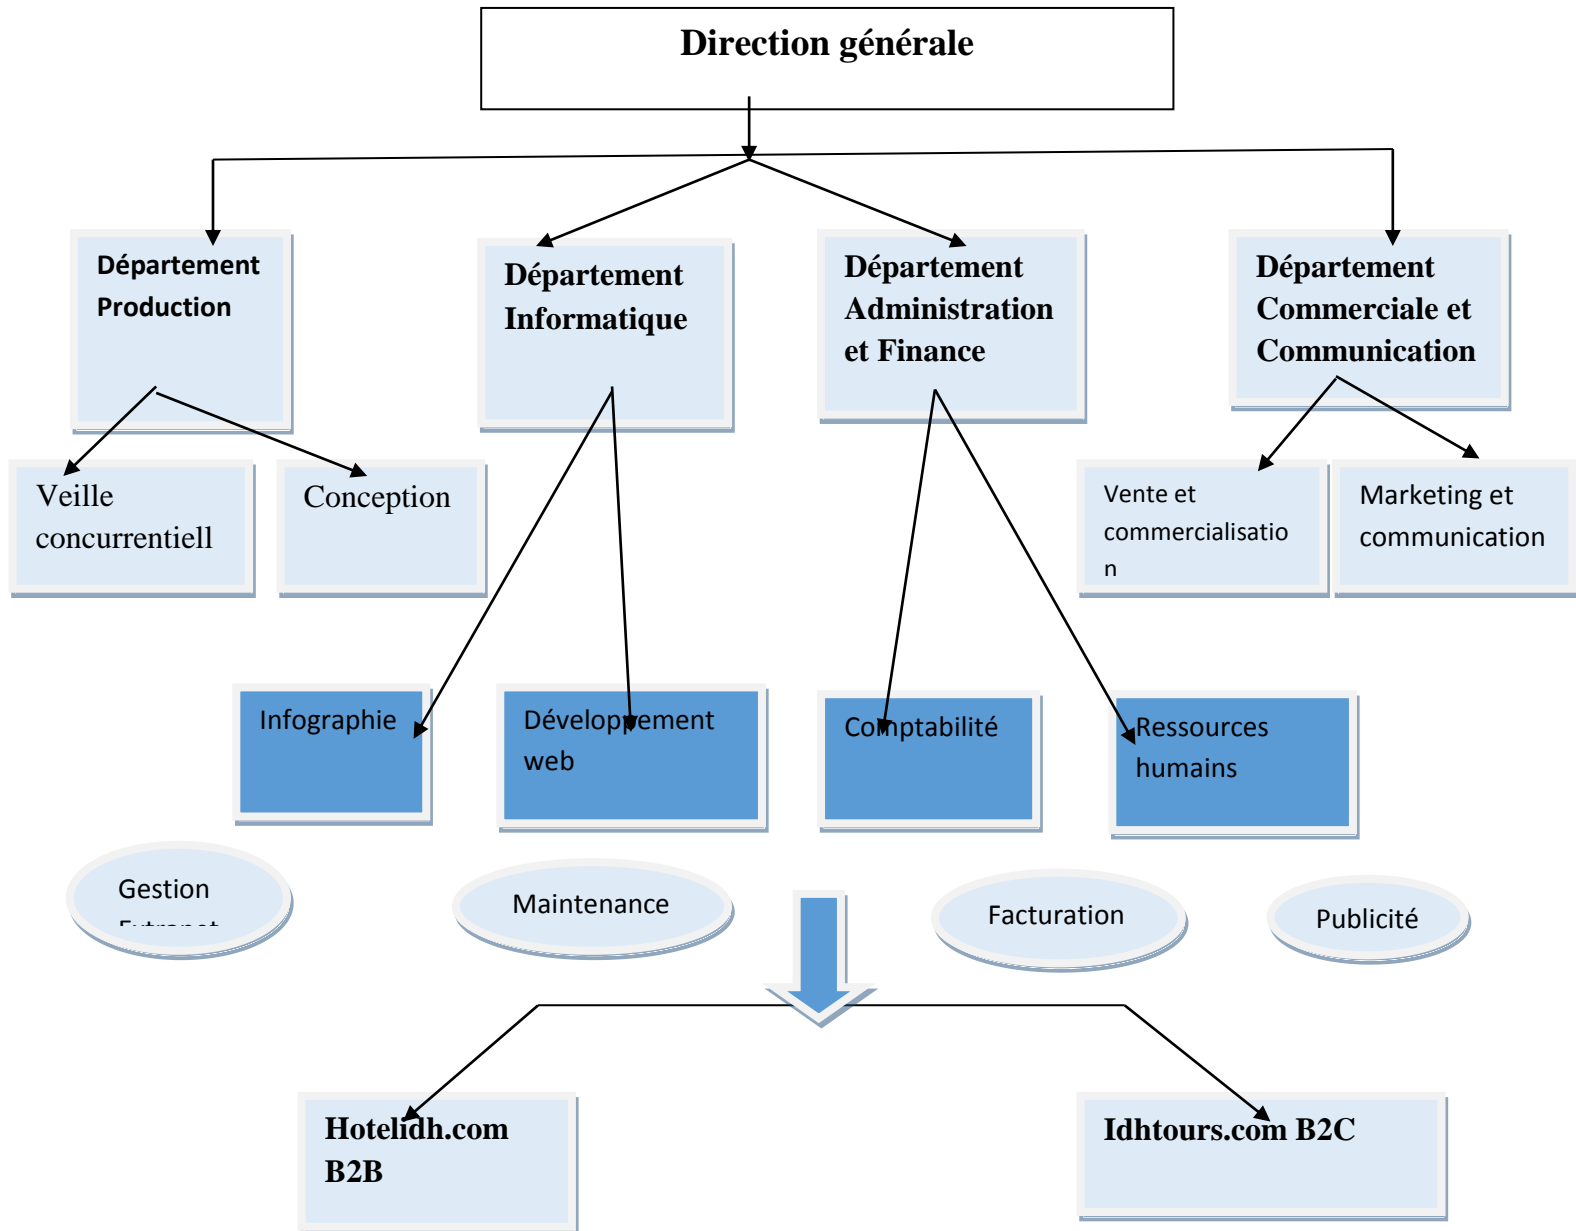 Direction générale
Département
Production
Département
Informatique
Département
Administration
et Finance
Département
Commerciale et
Communication
Veille
concurrentiell
Conception
Vente et
commercialisatio
n
Marketing et
communication
Infographie
Développement
web
Comptabilité
Ressources
humains
Gestion
Extranet
Maintenance
Facturation
Publicité
Hotelidh.com
B2B
Idhtours.com B2C